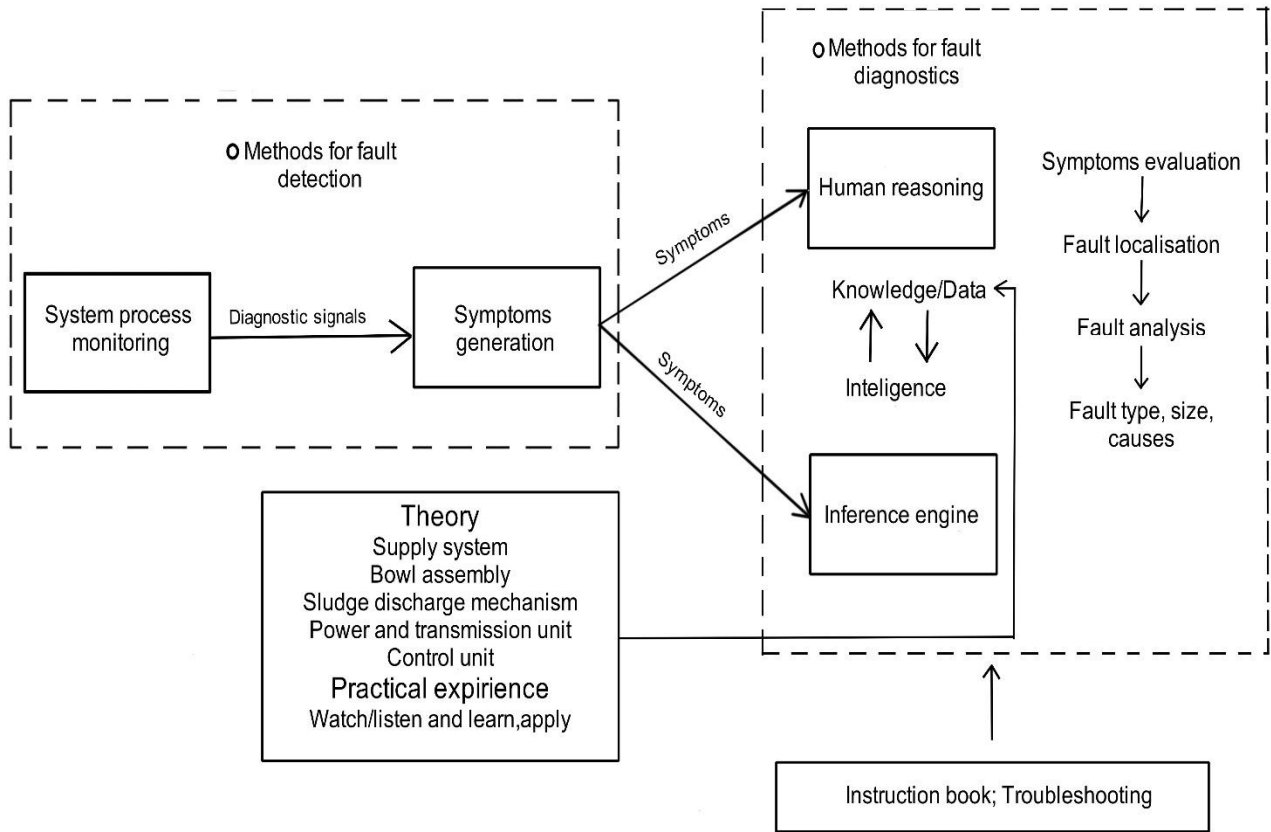 o Methods for fault
detection
System process
monitoring
Diagnostic signals
Symptoms
generation
Symptoms
Symptoms
o Methods for fault
diagnostics
Human reasoning
Knowledge/Data
Inteligence
Inference engine
Symptoms evaluation
Fault localisation
Fault analysis
Fault type, size,
causes
Theory
Supply system
Bowl assembly
Sludge discharge mechanism
Power and transmission unit
Control unit
Practical expirience
Watch/listen and learn,apply
Instruction book; Troubleshooting